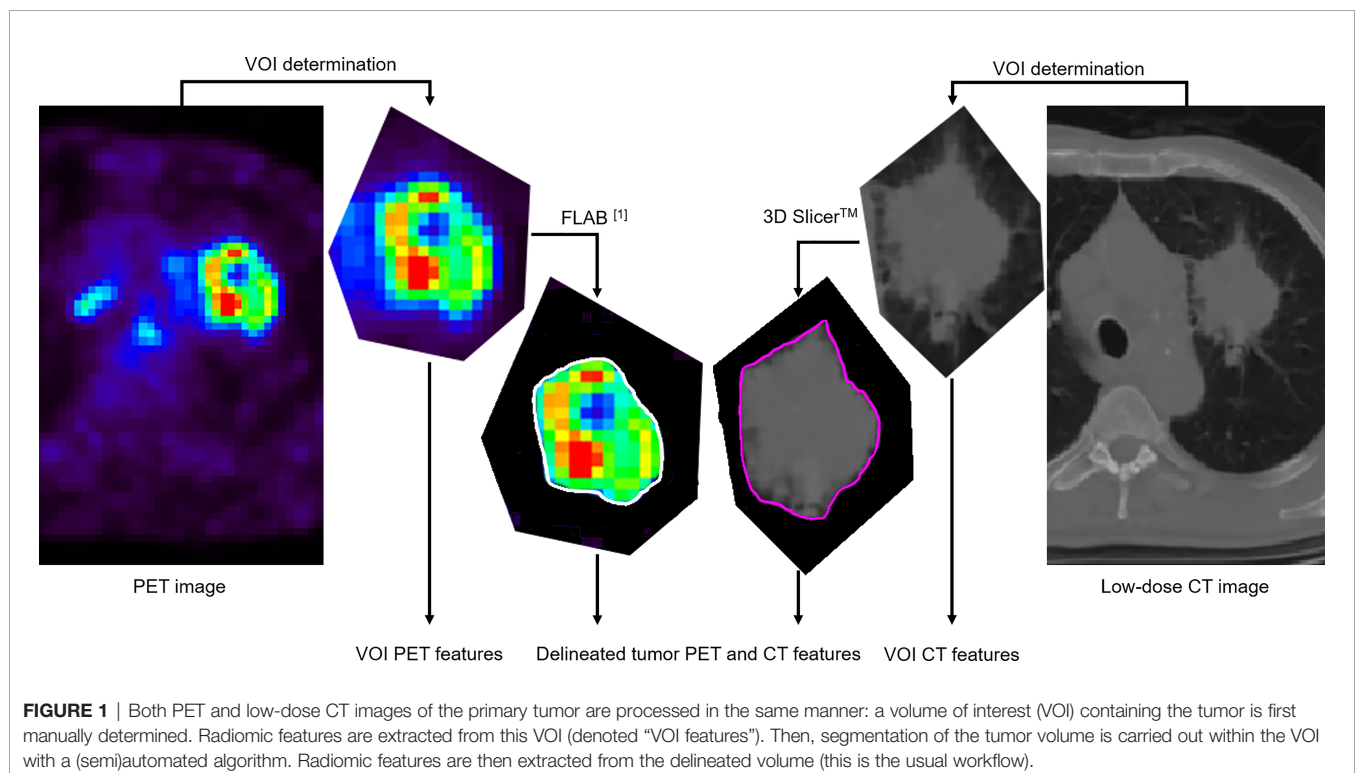 VOI determination
VOI determination
FLAB [1]
3D Slicer™
PET image
Low-dose CT image
VOI PET features
Delineated tumor PET and CT features
VOI CT features
FIGURE 1 | Both PET and low-dose CT images of the primary tumor are processed in the same manner: a volume of interest (VOI) containing the tumor is first
manually determined. Radiomic features are extracted from this VOI (denoted “VOI features”). Then, segmentation of the tumor volume is carried out within the VOI
with a (semi)automated algorithm. Radiomic features are then extracted from the delineated volume (this is the usual workflow).